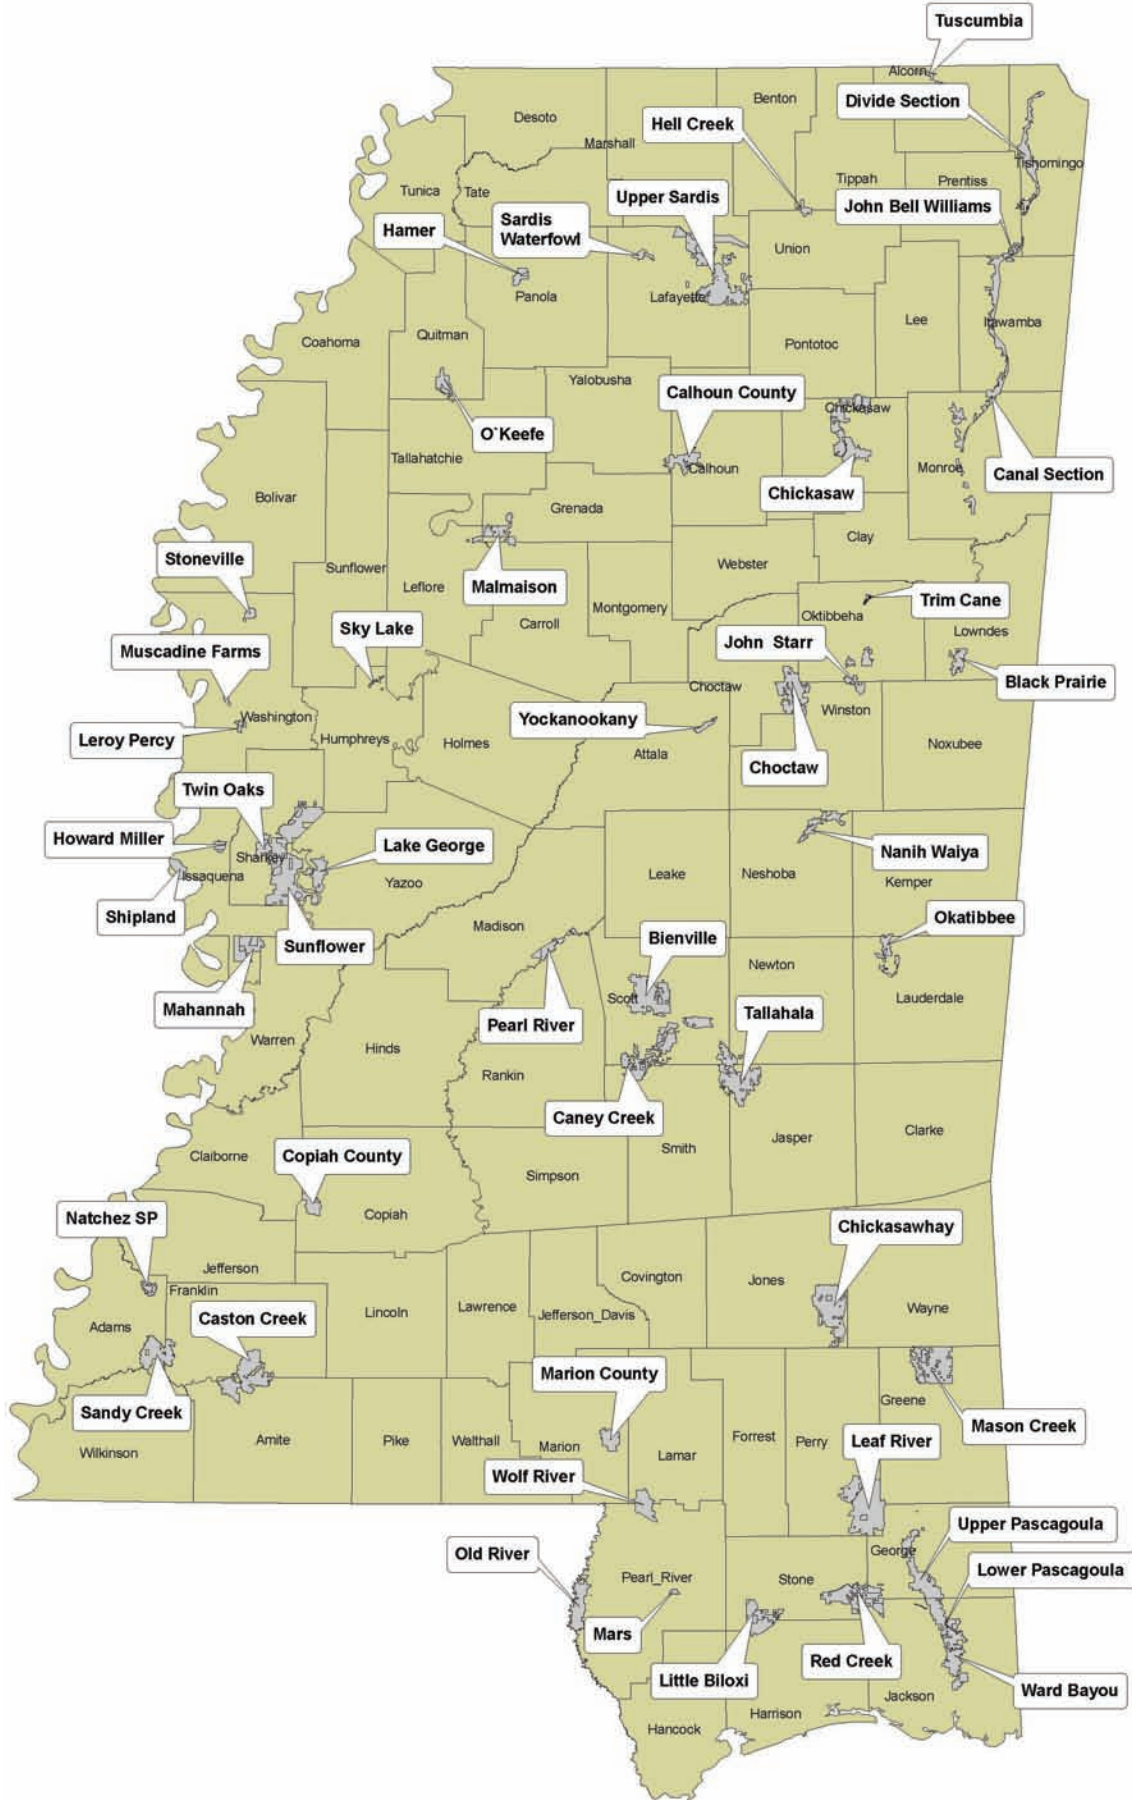 Tuscumbia
Alcorn
Divide Section
Benton
Desoto
Hell Creek
Marshall
Tishomingo
Tippah
Prentiss
Tunica
Tate
Upper Sardis
John Bell Williams
Sardis
Waterfowl
Hamer
Union
Panola
Lafayette
Lee
Itawamba
Quitman
Coahoma
Pontotoc
Yalobusha
Calhoun County
Chickasaw
O`Keefe
Tallahatchie
Calhoun
Monroe
Canal Section
Chickasaw
Bolivar
Grenada
Clay
Stoneville
Sunflower
Webster
Leflore
Malmaison
Trim Cane
Montgomery
Oktibbeha
Carroll
Sky Lake
Lowndes
John Starr
Muscadine Farms
Black Prairie
Choctaw
Winston
Washington
Yockanookany
Leroy Percy
Humphreys
Holmes
Noxubee
Attala
Choctaw
Twin Oaks
Howard Miller
Lake George
Nanih Waiya
Sharkey
Issaquena
Yazoo
Leake
Neshoba
Kemper
Shipland
Okatibbee
Madison
Bienville
Sunflower
Newton
Scott
Lauderdale
Mahannah
Tallahala
Pearl River
Warren
Hinds
Rankin
Caney Creek
Clarke
Jasper
Smith
Claiborne
Copiah County
Simpson
Natchez SP
Copiah
Chickasawhay
Jefferson
Covington
Jones
Franklin
Lawrence
Wayne
Lincoln
Jefferson_Davis
Caston Creek
Adams
Marion County
Greene
Sandy Creek
Mason Creek
Forrest
Perry
Leaf River
Amite
Pike
Walthall
Marion
Wilkinson
Lamar
Wolf River
Upper Pascagoula
Old River
George
Lower Pascagoula
Pearl_River
Stone
Mars
Red Creek
Little Biloxi
Ward Bayou
Jackson
Harrison
Hancock